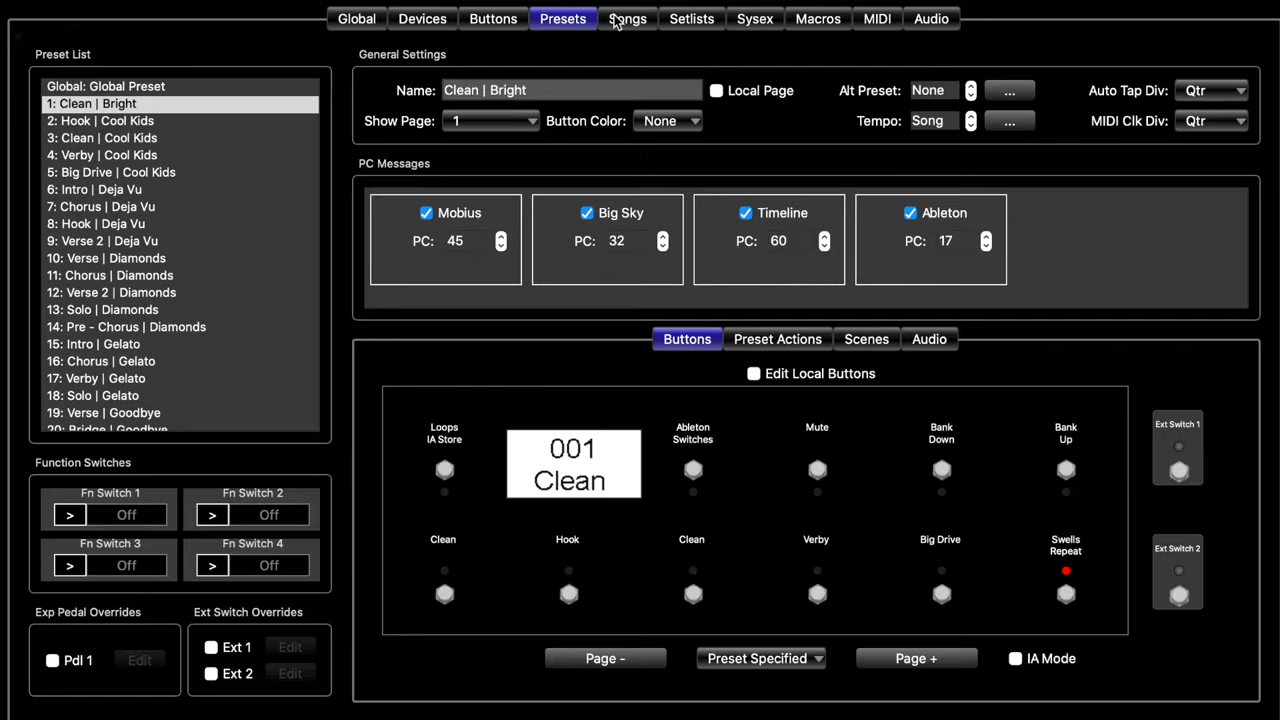 Global Devices Buttons Presets Songs Setlists Sysex Macros MIDI Audio
Preset List
Global: Global Preset
1: Clean | Bright
2: Hook | Cool Kids
3: Clean | Cool Kids
4: Verby | Cool Kids
5: Big Drive | Cool Kids
6: Intro | Deja Vu
7: Chorus | Deja Vu
8: Hook | Deja Vu
9: Verse 2 | Deja Vu
10: Verse | Diamonds
11: Chorus | Diamonds
12: Verse 2 | Diamonds
13: Solo | Diamonds
14: Pre - Chorus | Diamonds
15: Intro | Gelato
16: Chorus | Gelato
17: Verby | Gelato
18: Solo | Gelato
19: Verse | Goodbye
20: Bridge | Goodbye
Function Switches
Fn Switch 1 Fn Switch 2
> Off > Off
Fn Switch 3 Fn Switch 4
> Off > Off
Exp Pedal Overrides Ext Switch Overrides
Pdl 1 Edit
Ext 1 Edit
Ext 2 Edit
General Settings
Name: Clean | Bright Local Page Alt Preset: None ... Auto Tap Div: Qtr
Show Page: 1 Button Color: None Tempo: Song ... MIDI Clk Div: Qtr
PC Messages
Mobius Big Sky Timeline Ableton
PC: 45 PC: 32 PC: 60 PC: 17
Buttons Preset Actions Scenes Audio
Edit Local Buttons
Loops
IA Store
001
Clean
Ableton
Switches
Mute
Bank
Down
Bank
Up
Ext Switch 1
Clean Hook Clean Verby Big Drive
Swells
Repeat
Ext Switch 2
Page - Preset Specified Page + IA Mode